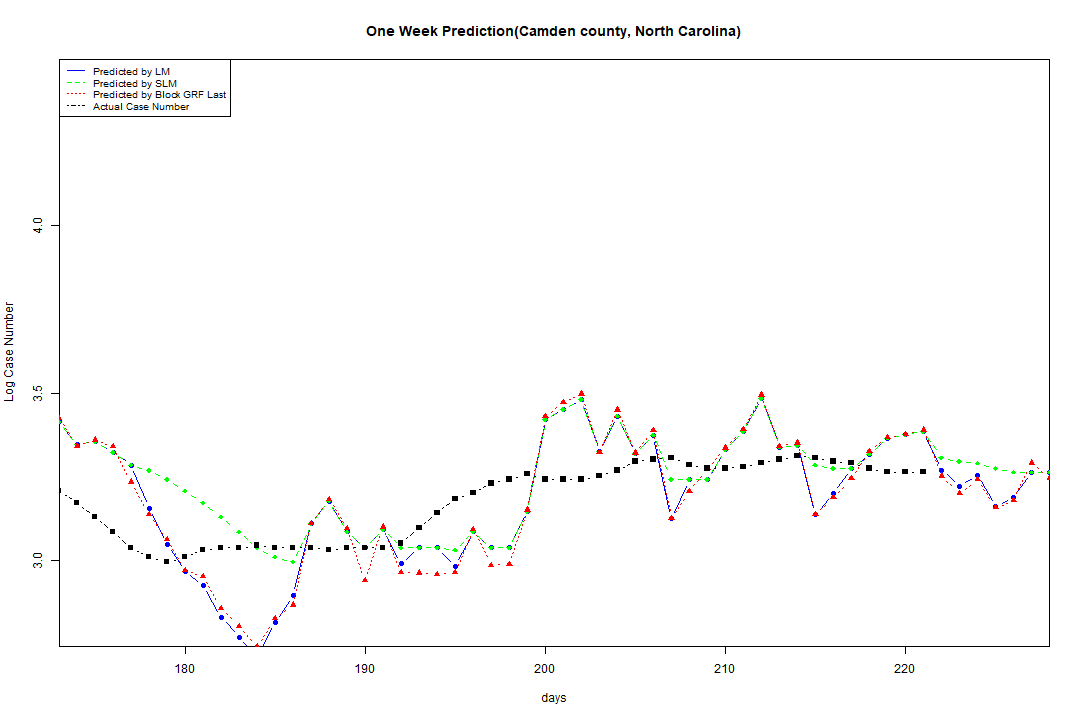 One Week Prediction(Camden county, North Carolina)
Predicted by LM
Predicted by SLM
Predicted by Block GRF Last
Actual Case Number
4.0
3.5
3.0
Log Case Number
180 190 200 210 220
days